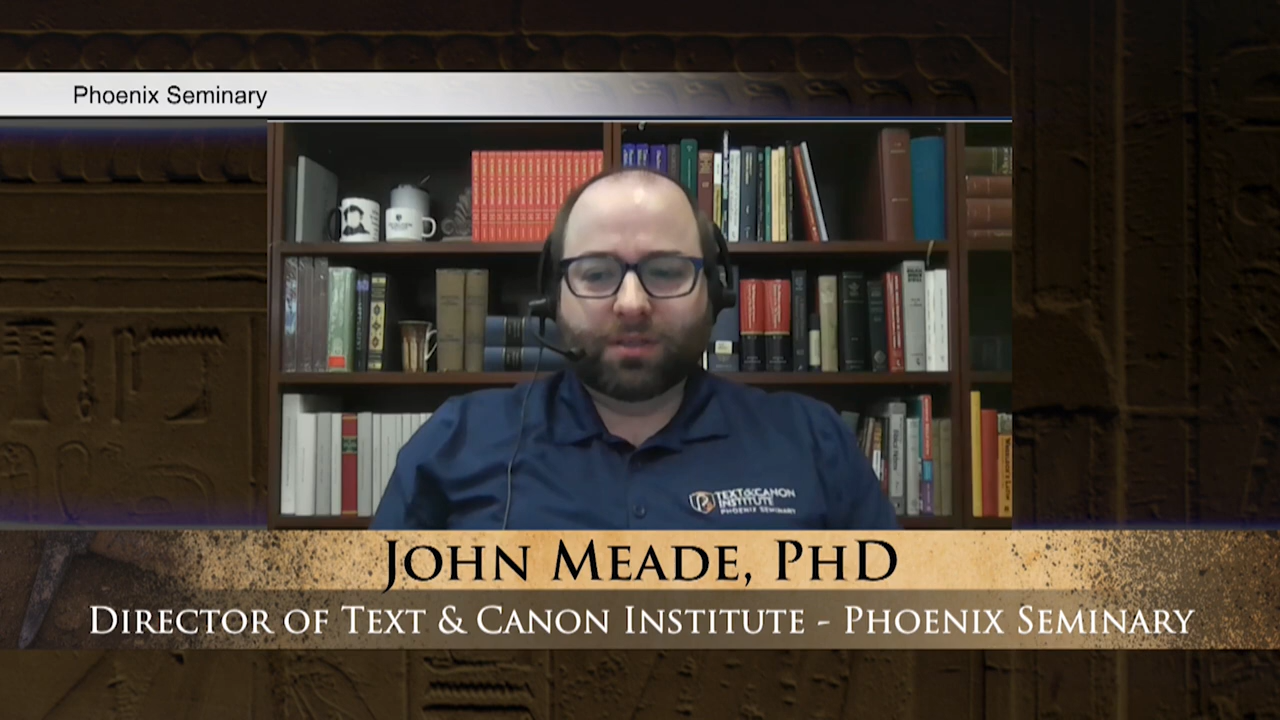 Phoenix Seminary
TEXT & CANON
INSTITUTE
PHOENIX SEMINARY
JOHN MEADE, PHD
DIRECTOR OF TEXT & CANON INSTITUTE - PHOENIX SEMINARY